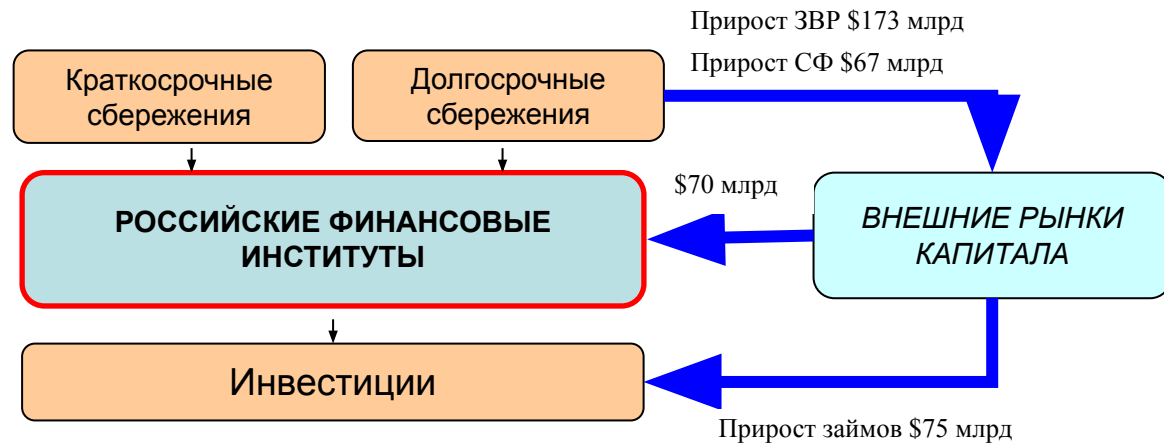 Прирост ЗВР $173 млрд
Прирост СФ $67 млрд
Краткосрочные
сбережения
Долгосрочные
сбережения
$70 млрд
РОССИЙСКИЕ ФИНАНСОВЫЕ
ИНСТИТУТЫ
ВНЕШНИЕ РЫНКИ
КАПИТАЛА
Инвестиции
Прирост займов $75 млрд